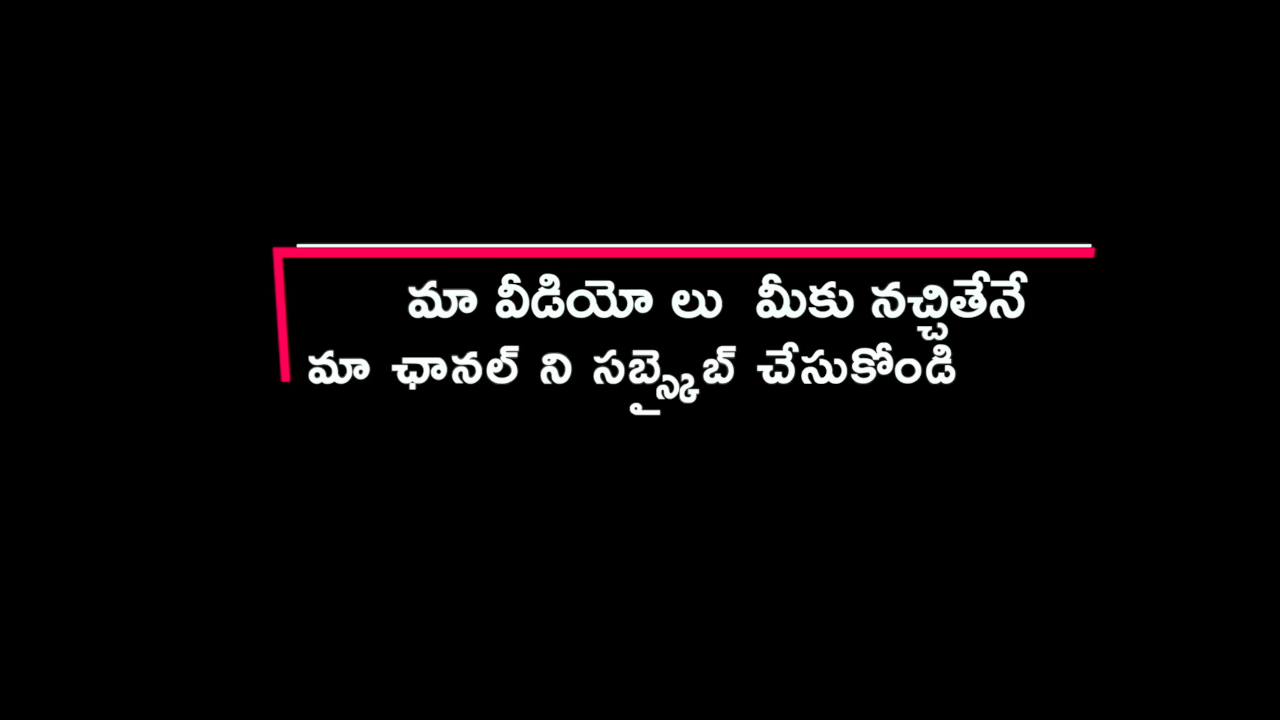 మా వీడియో లు మీకు నచ్చితేనే
మా ఛానల్ ని సబ్స్కైబ్ చేసుకోండి